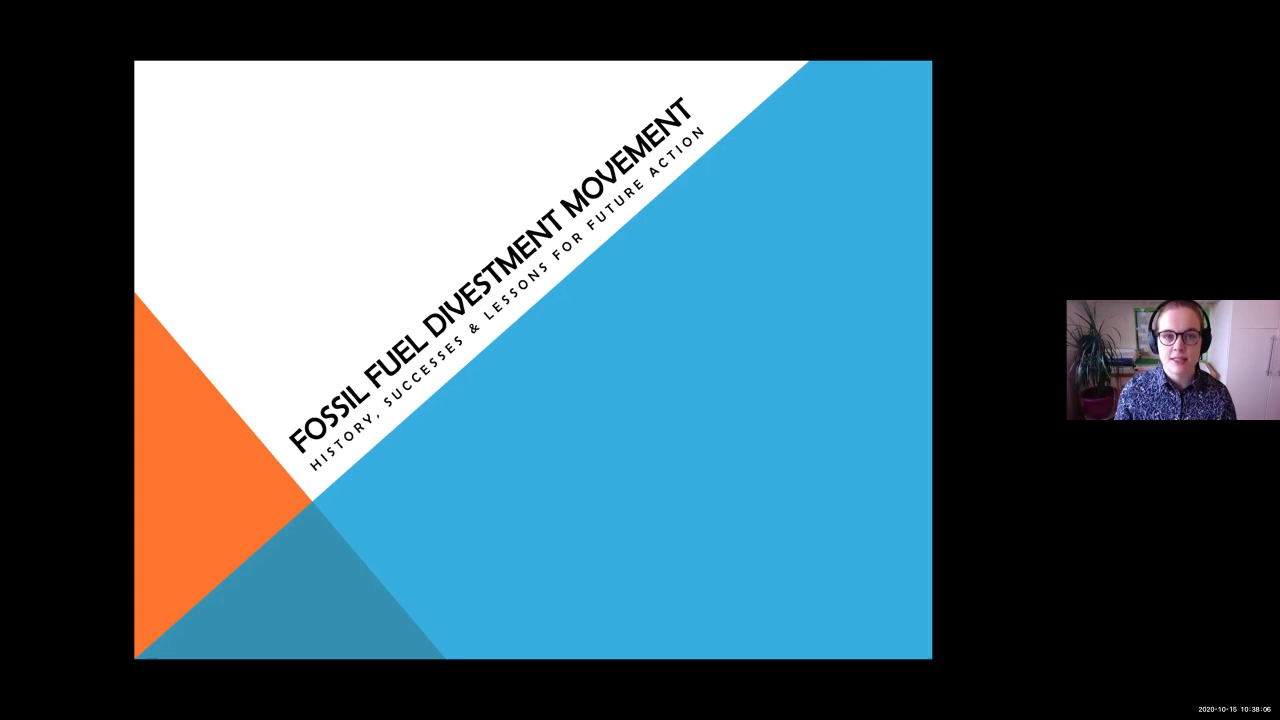 FOSSIL FUEL DIVESTMENT MOVEMENT
HISTORY, SUCCESSES & LESSONS FOR FUTURE ACTION
2020-10-15 10:38:06